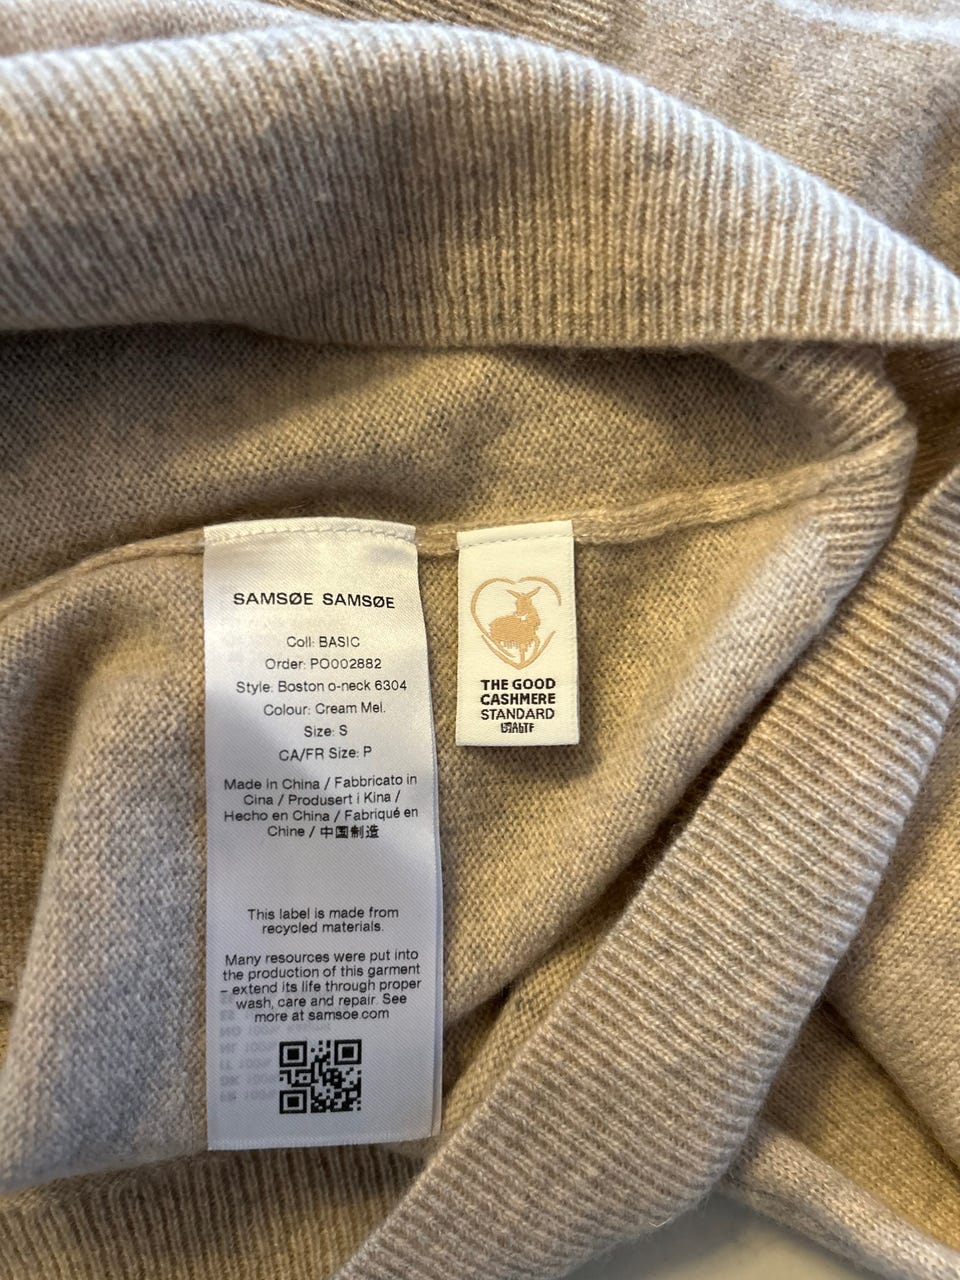 SAMSØE SAMSØE
Coll: BASIC
Order: PO002882
Style: Boston o-neck 6304
Colour: Cream Mel.
Size: S
CA/FR Size: P
Made in China / Fabbricato in
Cina / Produsert i Kina /
Hecho en China / Fabriqué en
Chine / 中国制造
This label is made from
recycled materials.
Many resources were put into
the production of this garment
– extend its life through proper
wash, care and repair. See
more at samsoe.com
THE GOOD
CASHMERE
STANDARD